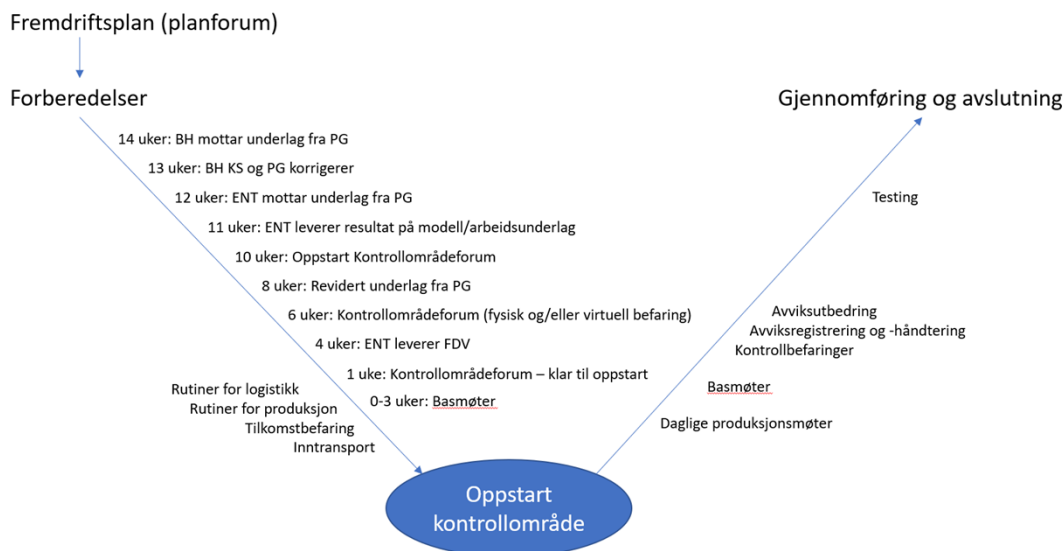 Fremdriftsplan (planforum)
Forberedelser
Gjennomføring og avslutning
14 uker: BH mottar underlag fra PG
13 uker: BH KS og PG korrigerer
12 uker: ENT mottar underlag fra PG
11 uker: ENT leverer resultat på modell/arbeidsunderlag
10 uker: Oppstart Kontrollområdeforum
8 uker: Revidert underlag fra PG
6 uker: Kontrollområdeforum (fysisk og/eller virtuell befaring)
4 uker: ENT leverer FDV
1 uke: Kontrollområdeforum – klar til oppstart
0-3 uker: Basmøter
Rutiner for logistikk
Rutiner for produksjon
Tilkomstbefaring
Inntransport
Testing
Avviksutbedring
Avviksregistrering og -håndtering
Kontrollbefaringer
Basmøter
Daglige produksjonsmøter
Oppstart
kontrollområde